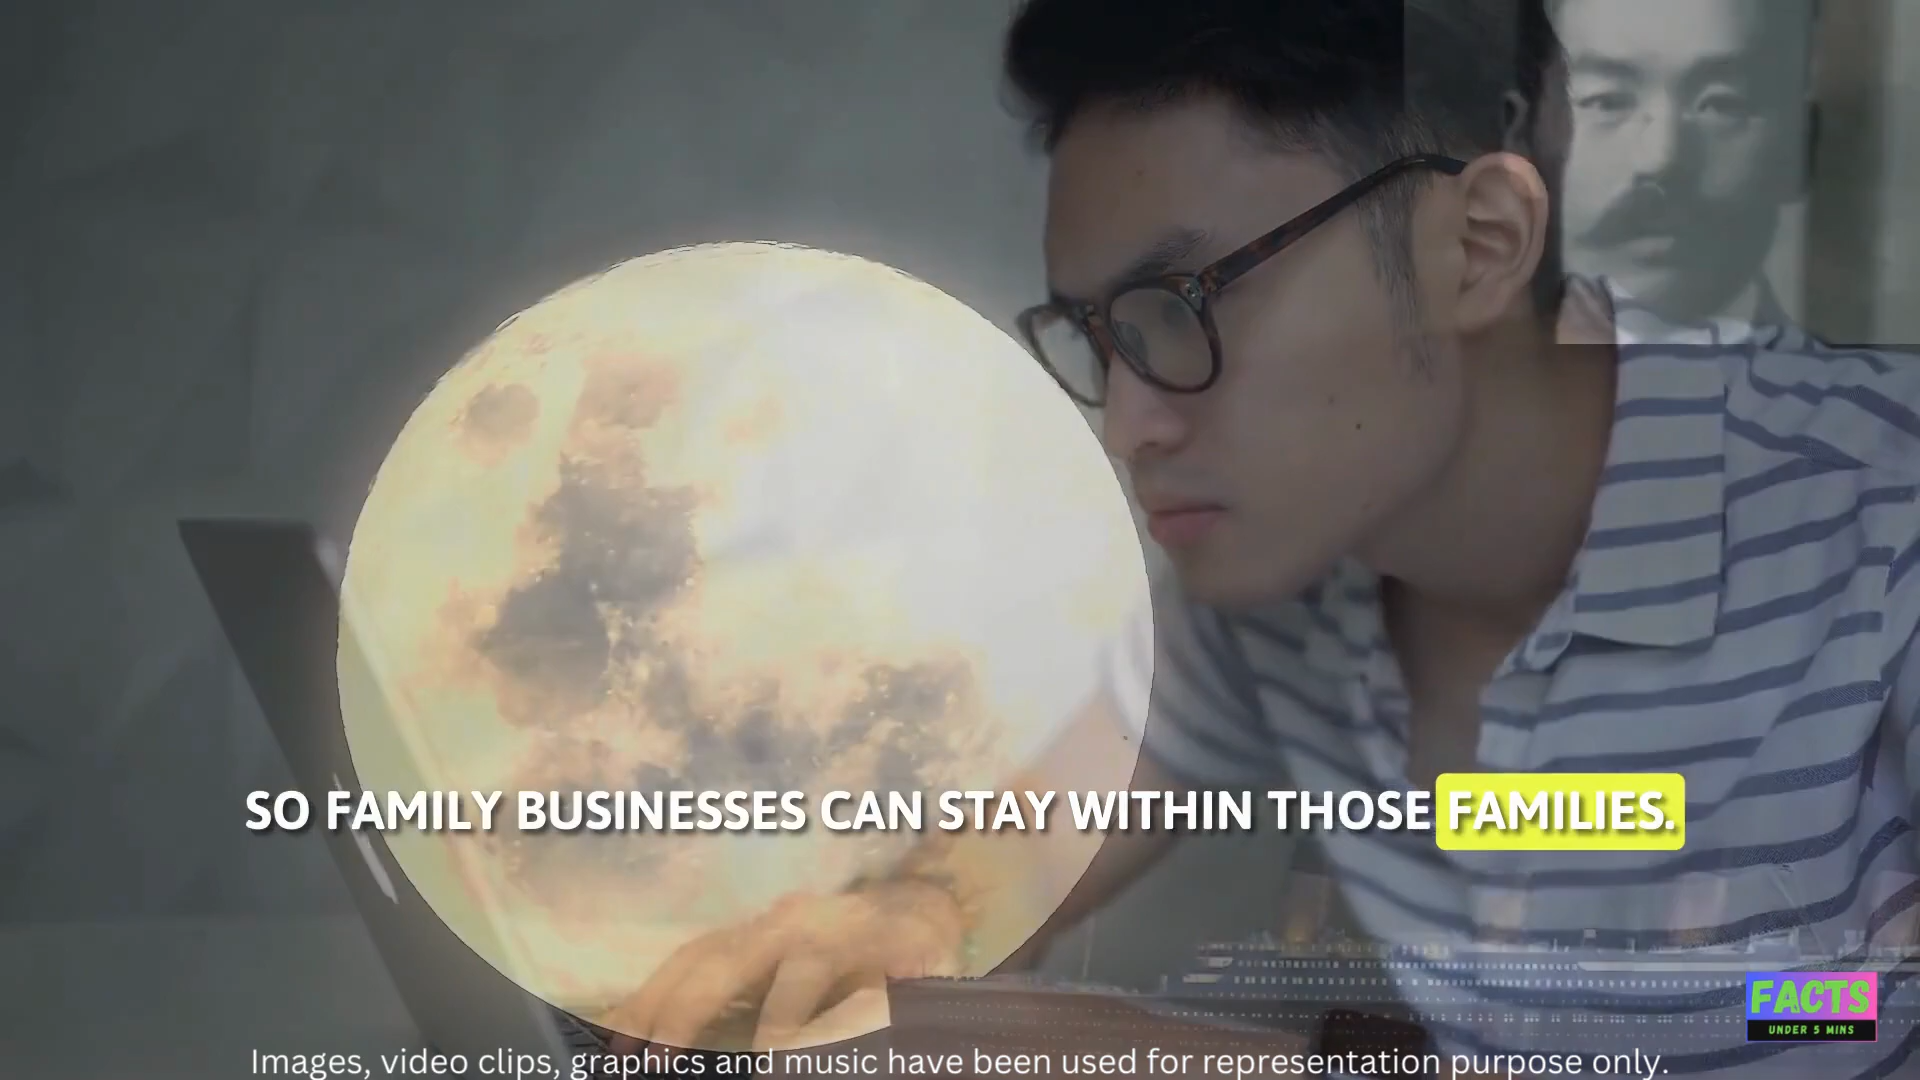 SO FAMILY BUSINESSES CAN STAY WITHIN THOSE FAMILIES.
FACTS
UNDER 5 MINS
Images, video clips, graphics and music have been used for representation purpose only.